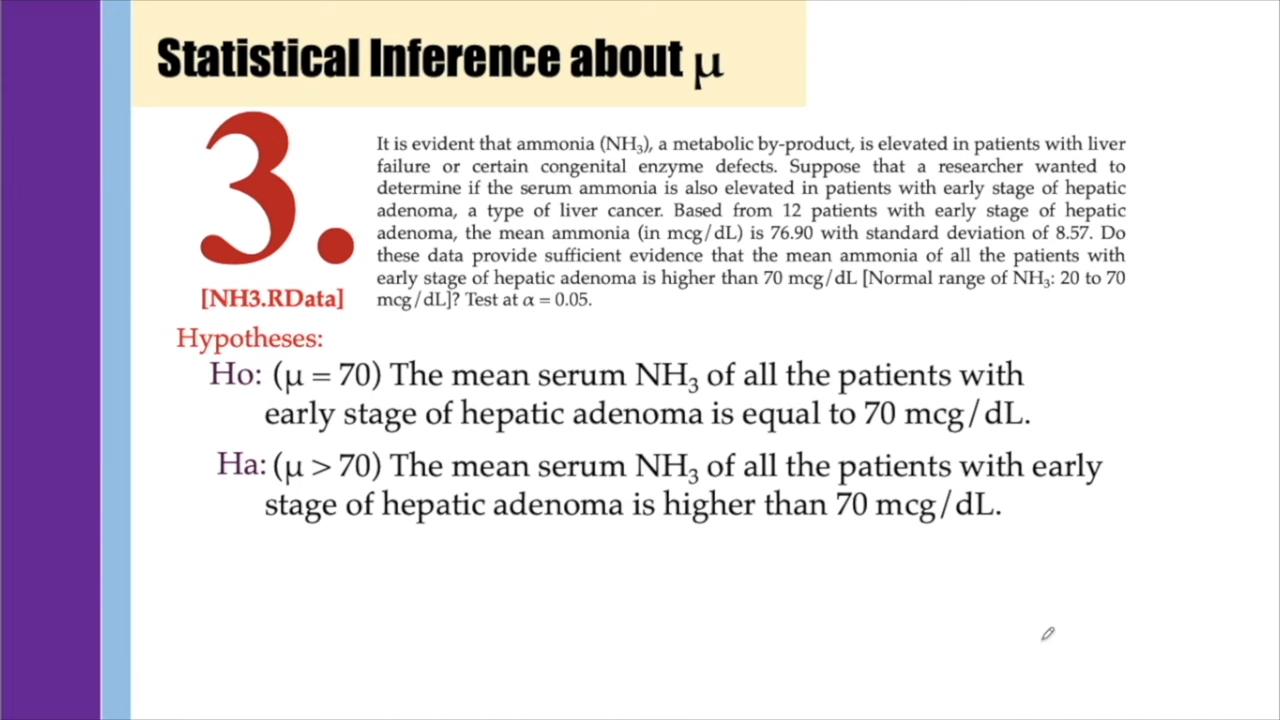 Statistical Inference about μ
3.
[NH3.RData]
It is evident that ammonia (NH₃), a metabolic by-product, is elevated in patients with liver
failure or certain congenital enzyme defects. Suppose that a researcher wanted to
determine if the serum ammonia is also elevated in patients with early stage of hepatic
adenoma, a type of liver cancer. Based from 12 patients with early stage of hepatic
adenoma, the mean ammonia (in mcg/dL) is 76.90 with standard deviation of 8.57. Do
these data provide sufficient evidence that the mean ammonia of all the patients with
early stage of hepatic adenoma is higher than 70 mcg/dL [Normal range of NH₃: 20 to 70
mcg/dL]? Test at α = 0.05.
Hypotheses:
Ho: (μ = 70) The mean serum NH₃ of all the patients with
early stage of hepatic adenoma is equal to 70 mcg/dL.
Ha: (μ > 70) The mean serum NH₃ of all the patients with early
stage of hepatic adenoma is higher than 70 mcg/dL.